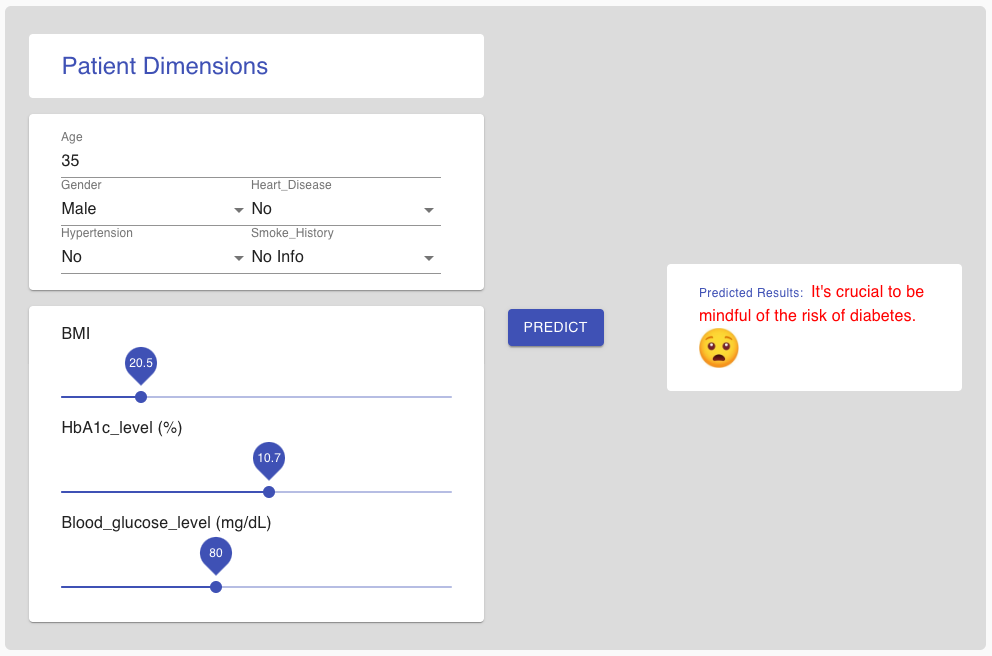 Patient Dimensions
Age
35
Gender Heart_Disease
Male No
Hypertension Smoke_History
No No Info
BMI
20.5
HbA1c_level (%)
10.7
Blood_glucose_level (mg/dL)
80
PREDICT
Predicted Results: It's crucial to be
mindful of the risk of diabetes.